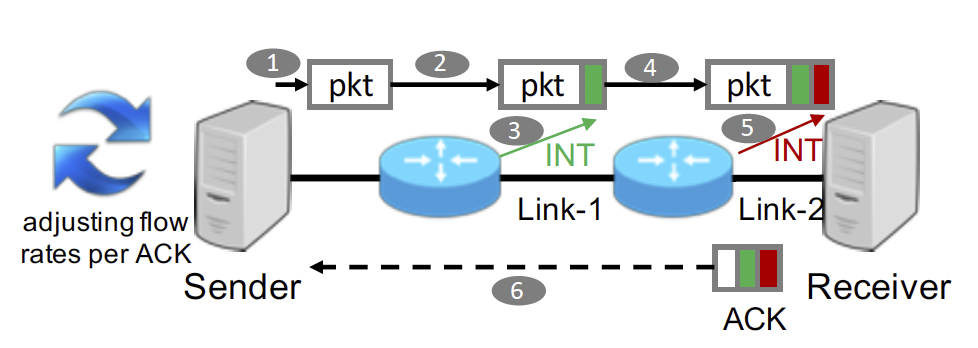 1
pkt
2
pkt
4
pkt
3
INT
5
INT
adjusting flow
rates per ACK
Link-1
Link-2
Sender
6
ACK
Receiver